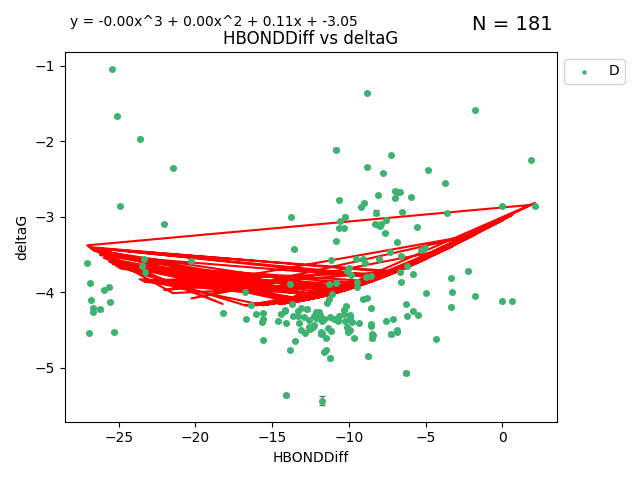 y = -0.00x^3 + 0.00x^2 + 0.11x + -3.05
N = 181
HBONDDiff vs deltaG
D
deltaG
−1
−2
−3
−4
−5
−25
−20
−15
−10
−5
0
HBONDDiff